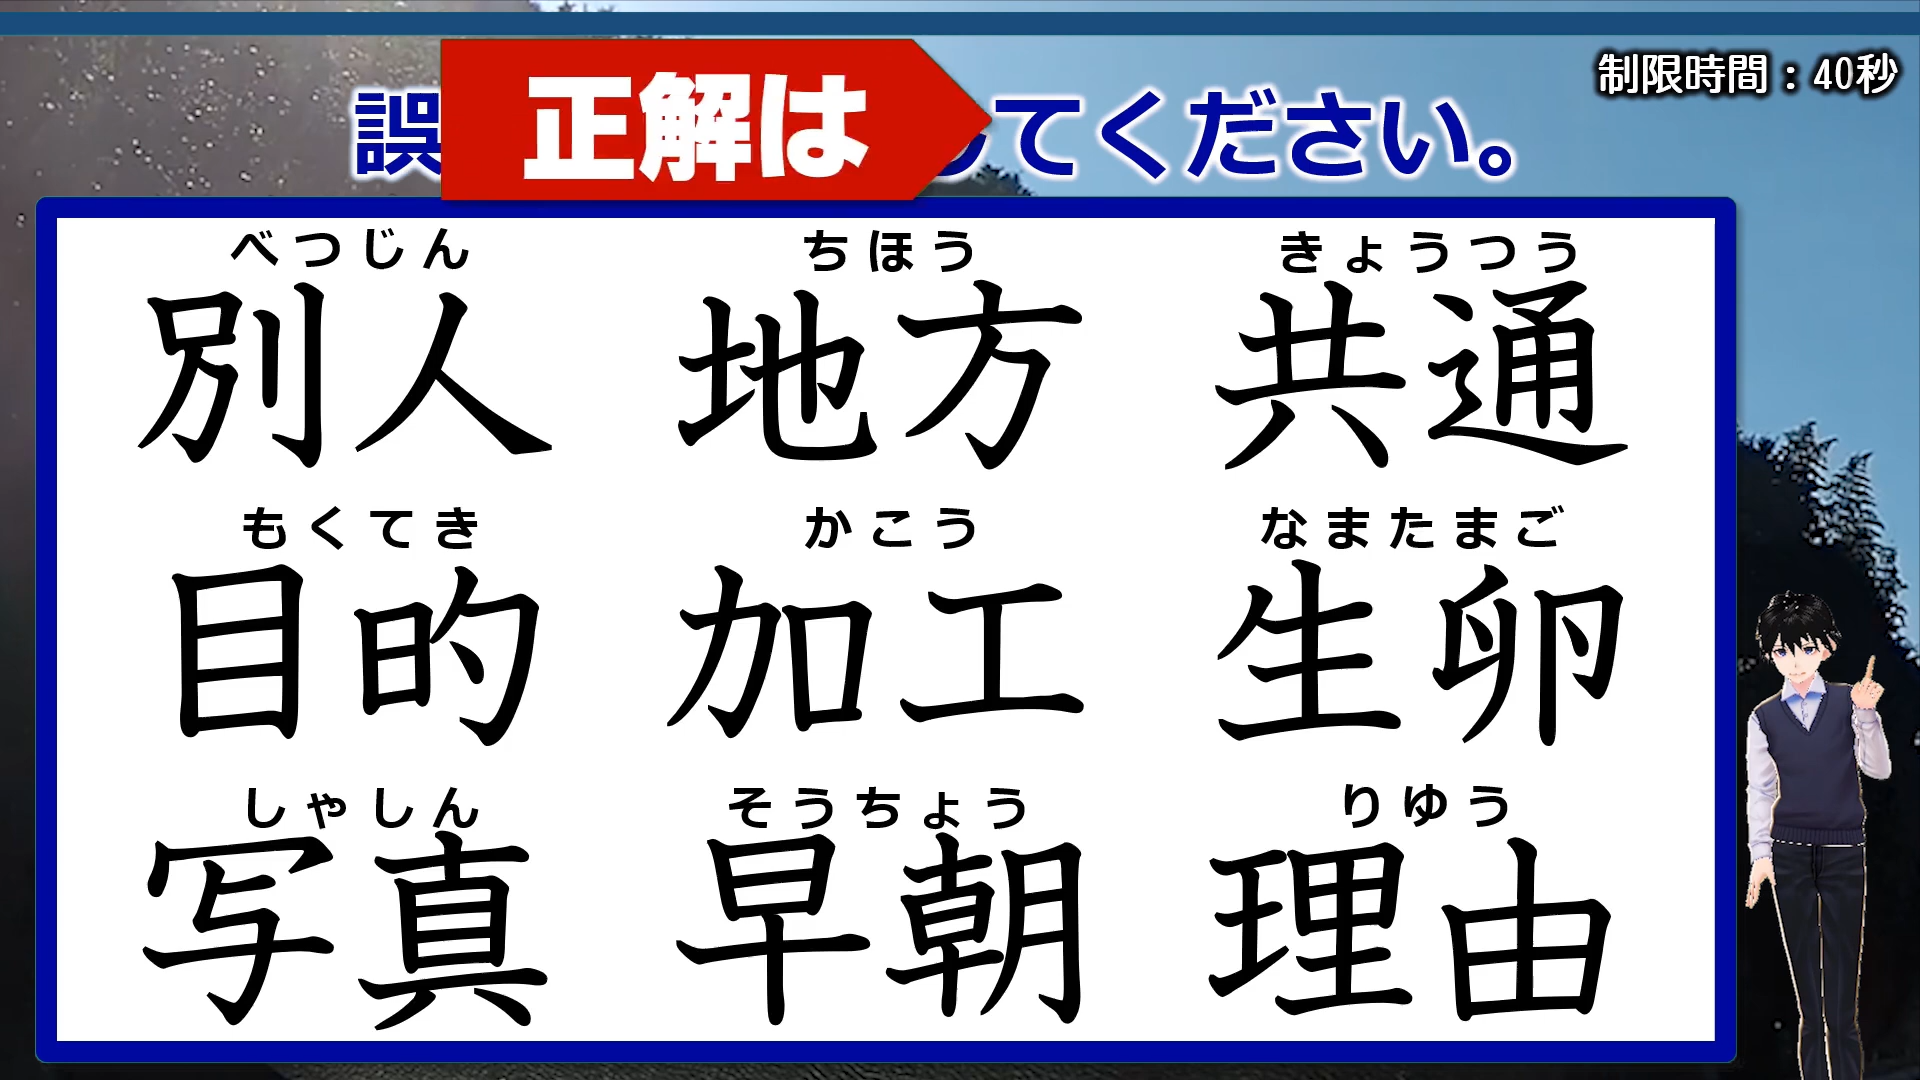 制限時間：40秒
誤
正解は
してください。
べつじん ちほう きょうつう
別人 地方 共通
もくてき かこう なまたまご
目的 加工 生卵
しゃしん そうちょう りゆう
写真 早朝 理由